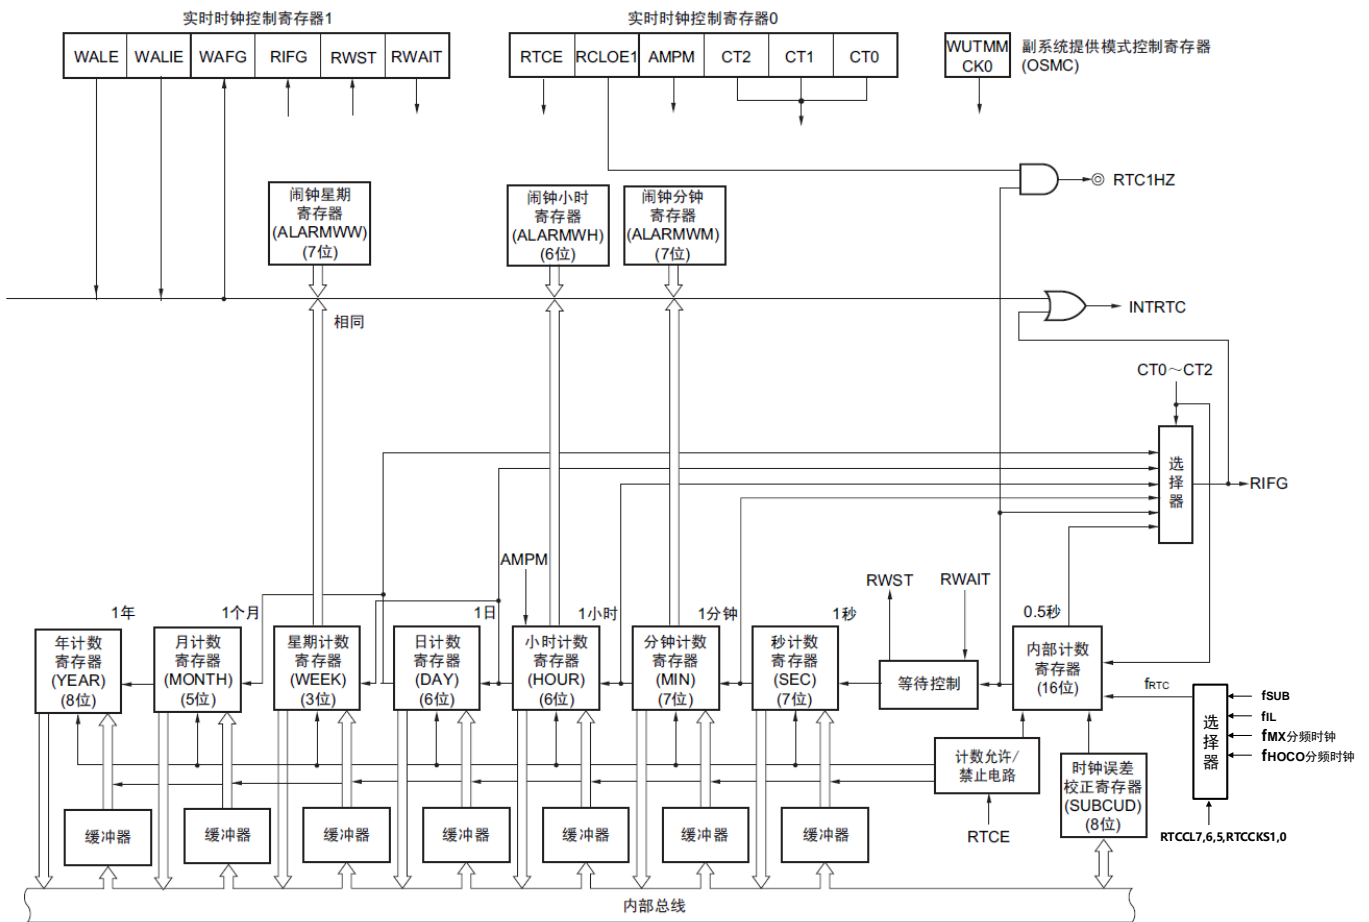 实时时钟控制寄存器1
实时时钟控制寄存器0
WALE
WALIE
WAFG
RIFG
RWST
RWAIT
RTCE
RCLOE1
AMPM
CT2
CT1
CT0
WUTMM
CK0
副系统提供模式控制寄存器
(OSMC)
RTC1HZ
闹钟星期
寄存器
(ALARMWW)
(7位)
闹钟小时
寄存器
(ALARMWH)
(6位)
闹钟分钟
寄存器
(ALARMWM)
(7位)
INTRTC
相同
CT0～CT2
选
择
器
RIFG
AMPM
RWST
RWAIT
1年
1个月
1日
1小时
1分钟
1秒
0.5秒
年计数
寄存器
(YEAR)
(8位)
月计数
寄存器
(MONTH)
(5位)
星期计数
寄存器
(WEEK)
(3位)
日计数
寄存器
(DAY)
(6位)
小时计数
寄存器
(HOUR)
(6位)
分钟计数
寄存器
(MIN)
(7位)
秒计数
寄存器
(SEC)
(7位)
等待控制
内部计数
寄存器
(16位)
fRTC
选
择
器
fSUB
fIL
fMX分频时钟
fHOCO分频时钟
计数允许/
禁止电路
时钟误差
校正寄存器
(SUBCUD)
(8位)
缓冲器
缓冲器
缓冲器
缓冲器
缓冲器
缓冲器
缓冲器
RTCE
RTCCL7,6,5,RTCCKS1,0
内部总线